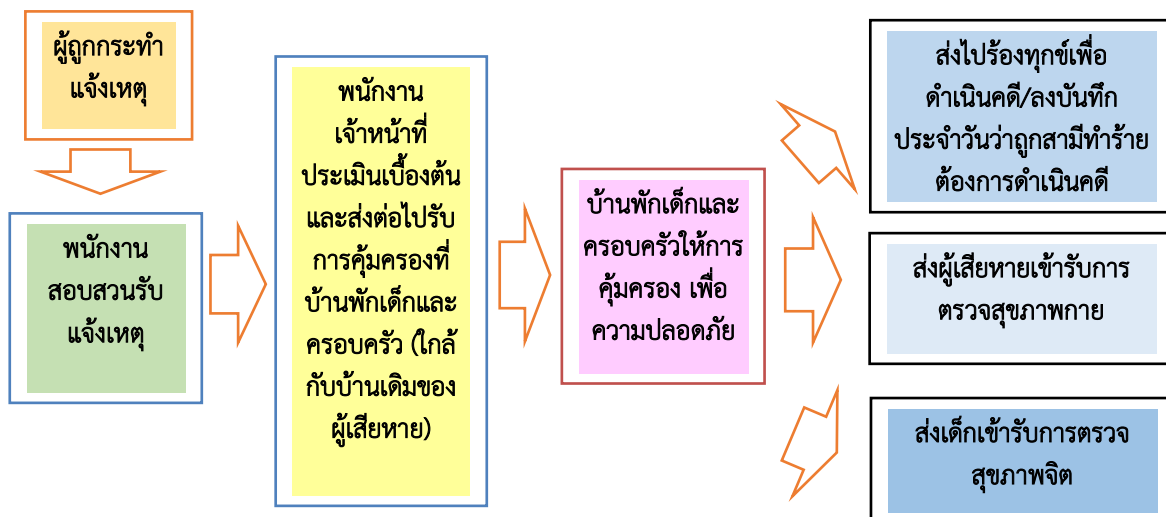 ผู้ถูกกระทำ
แจ้งเหตุ
พนักงาน
สอบสวนรับ
แจ้งเหตุ
พนักงาน
เจ้าหน้าที่
ประเมินเบื้องต้น
และส่งต่อไปรับ
การคุ้มครองที่
บ้านพักเด็กและ
ครอบครัว (ใกล้
กับบ้านเดิมของ
ผู้เสียหาย)
บ้านพักเด็กและ
ครอบครัวให้การ
คุ้มครอง เพื่อ
ความปลอดภัย
ส่งไปร้องทุกข์เพื่อ
ดำเนินคดี/ลงบันทึก
ประจำวันว่าถูกสามีทำร้าย
ต้องการดำเนินคดี
ส่งผู้เสียหายเข้ารับการ
ตรวจสุขภาพกาย
ส่งเด็กเข้ารับการตรวจ
สุขภาพจิต